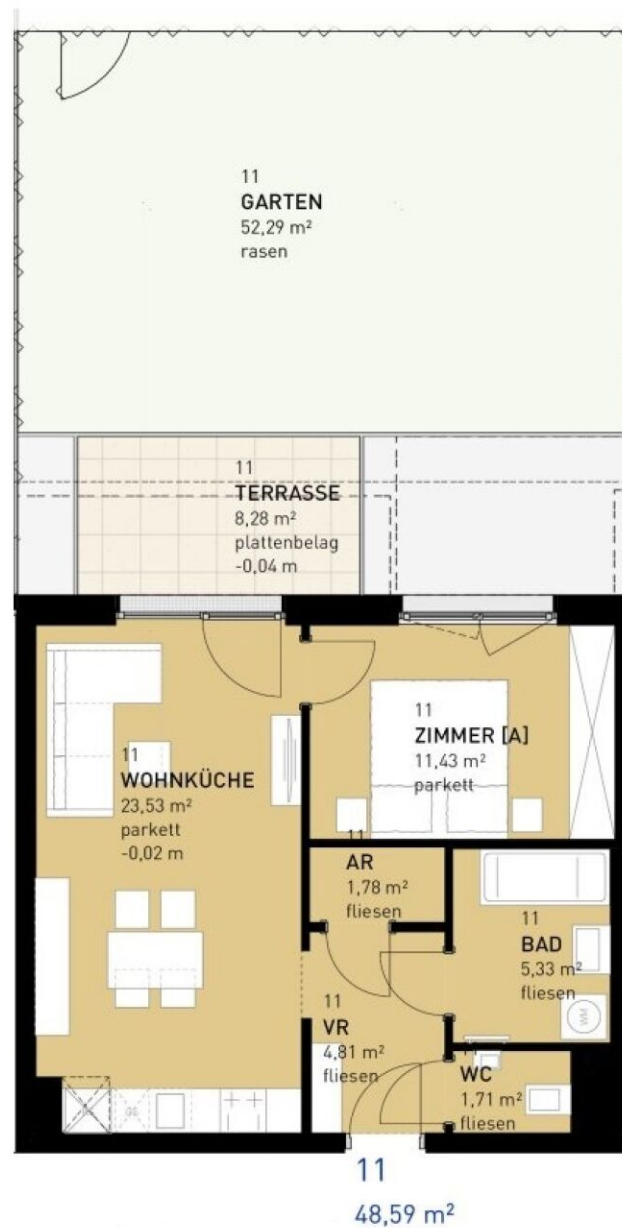 11
GARTEN
52,29 m²
rasen
11
TERRASSE
8,28 m²
plattenbelag
-0,04 m
11
WOHNKÜCHE
23,53 m²
parkett
-0,02 m
11
ZIMMER [A]
11,43 m²
parkett
11
AR
1,78 m²
fliesen
11
BAD
5,33 m²
fliesen
WM
11
VR
4,81 m²
fliesen
WC
1,71 m²
fliesen
GS
11
48,59 m²